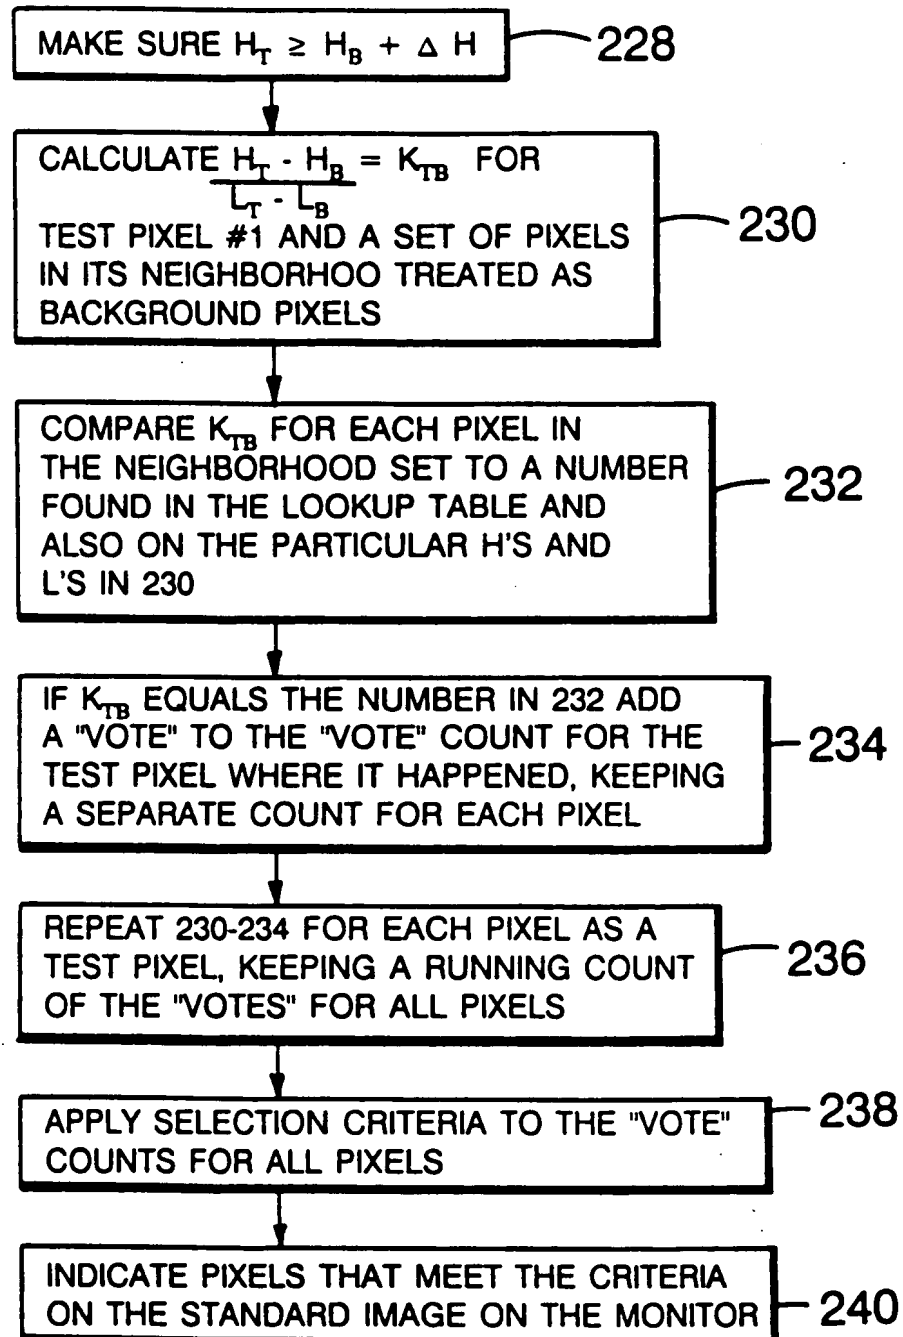 MAKE SURE H_T ≥ H_B + Δ H
228
CALCULATE H_T - H_B = K_TB FOR
L_T - L_B
TEST PIXEL #1 AND A SET OF PIXELS
IN ITS NEIGHBORHOO TREATED AS
BACKGROUND PIXELS
230
COMPARE K_TB FOR EACH PIXEL IN
THE NEIGHBORHOOD SET TO A NUMBER
FOUND IN THE LOOKUP TABLE AND
ALSO ON THE PARTICULAR H'S AND
L'S IN 230
232
IF K_TB EQUALS THE NUMBER IN 232 ADD
A "VOTE" TO THE "VOTE" COUNT FOR THE
TEST PIXEL WHERE IT HAPPENED, KEEPING
A SEPARATE COUNT FOR EACH PIXEL
234
REPEAT 230-234 FOR EACH PIXEL AS A
TEST PIXEL, KEEPING A RUNNING COUNT
OF THE "VOTES" FOR ALL PIXELS
236
APPLY SELECTION CRITERIA TO THE "VOTE"
COUNTS FOR ALL PIXELS
238
INDICATE PIXELS THAT MEET THE CRITERIA
ON THE STANDARD IMAGE ON THE MONITOR
240